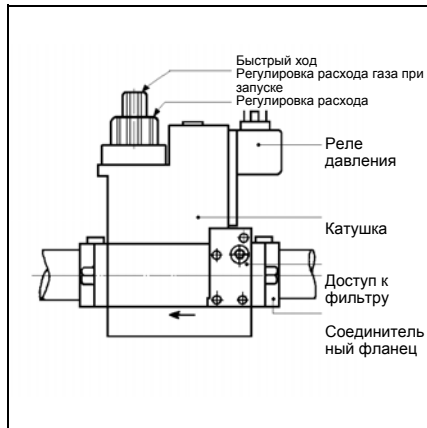 Быстрый ход
Регулировка расхода газа при
запуске
Регулировка расхода
Реле
давления
Катушка
Доступ к
фильтру
Соединитель
ный фланец